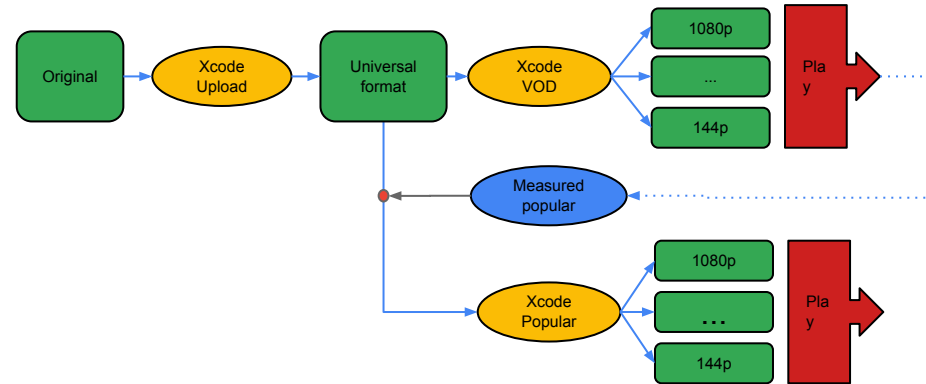 Original
Xcode
Upload
Universal
format
Xcode
VOD
1080p
...
144p
Pla
y
Measured
popular
Xcode
Popular
1080p
...
144p
Pla
y